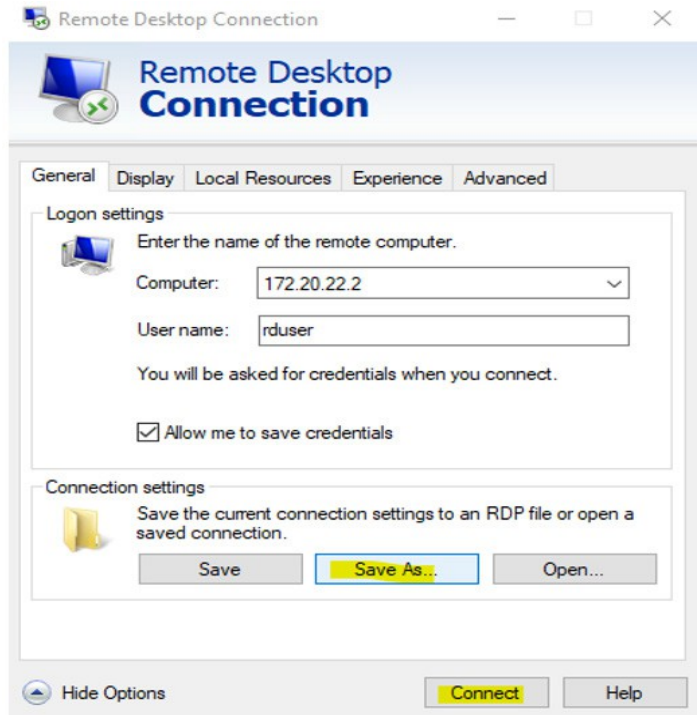 Remote Desktop Connection
Remote Desktop
Connection
General Display Local Resources Experience Advanced
Logon settings
Enter the name of the remote computer.
Computer: 172.20.22.2
User name: rduser
You will be asked for credentials when you connect.
Allow me to save credentials
Connection settings
Save the current connection settings to an RDP file or open a
saved connection.
Save Save As... Open...
Hide Options Connect Help